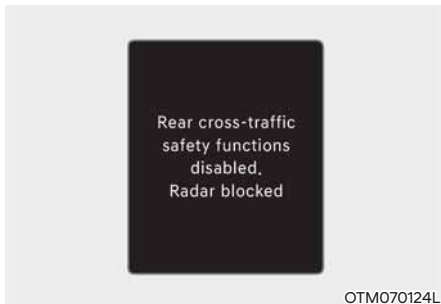 Rear cross-traffic
safety functions
disabled.
Radar blocked
OTM070124L